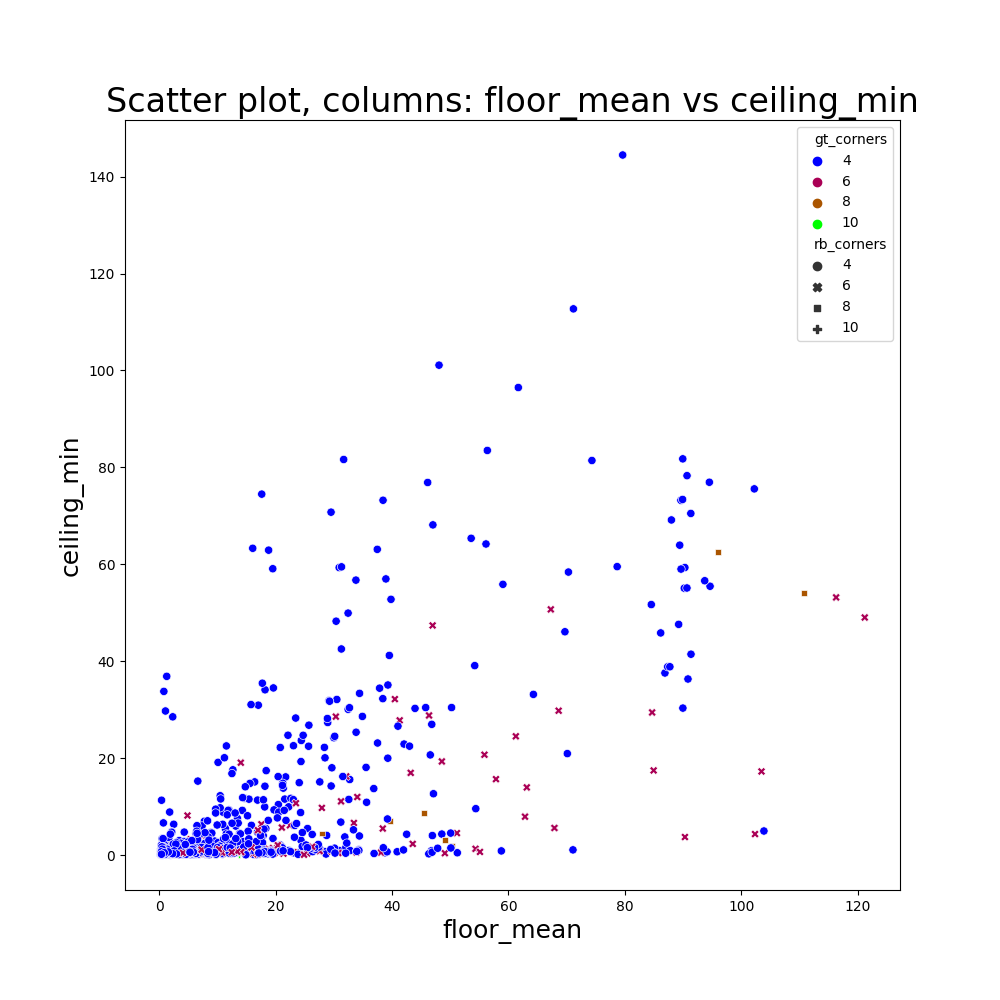 Scatter plot, columns: floor_mean vs ceiling_min
gt_corners
4
6
8
10
rb_corners
4
6
8
10
140
120
100
80
60
40
20
0
ceiling_min
0 20 40 60 80 100 120
floor_mean